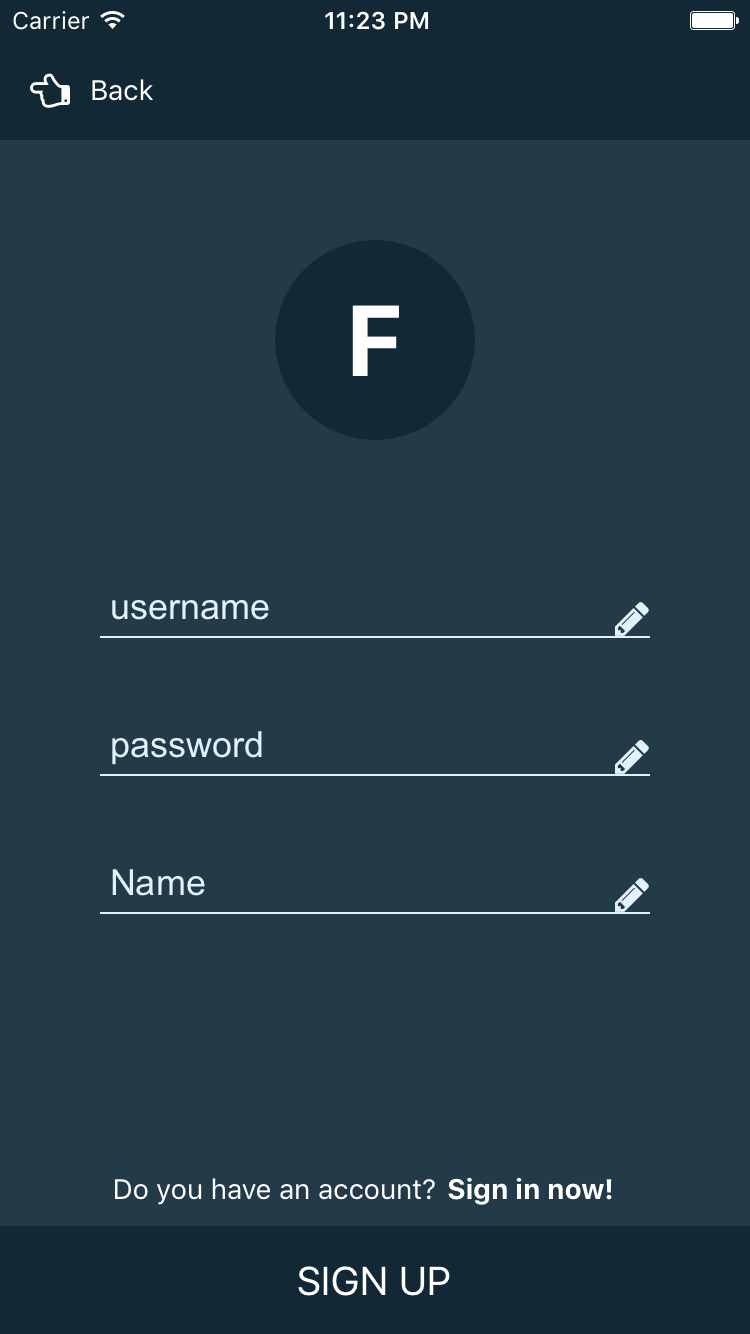 Carrier 11:23 PM
Back
F
username
password
Name
Do you have an account? Sign in now!
SIGN UP